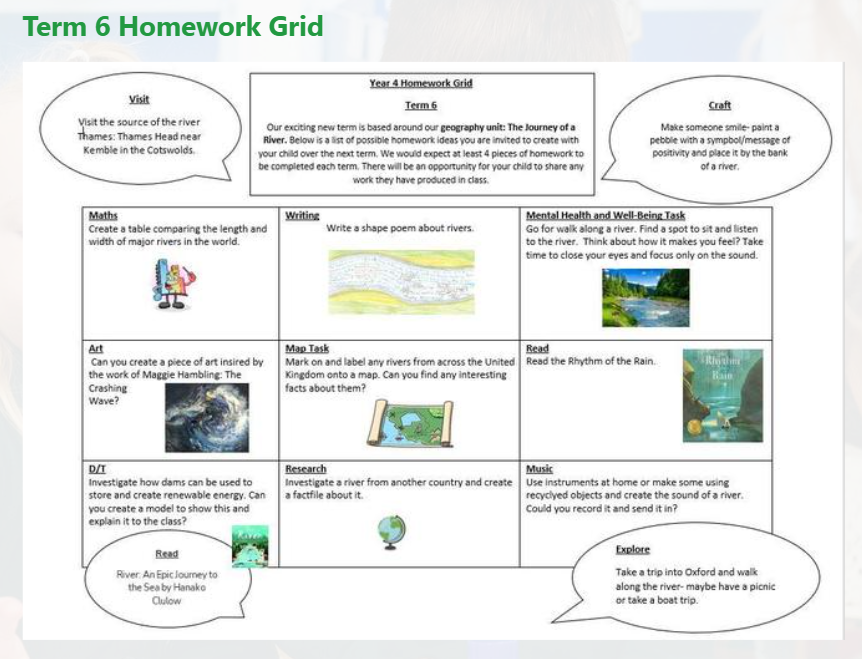 Term 6 Homework Grid
Visit
Visit the source of the river
Thames: Thames Head near
Kemble in the Cotswolds.
Year 4 Homework Grid
Term 6
Our exciting new term is based around our geography unit: The Journey of a
River. Below is a list of possible homework ideas you are invited to create with
your child over the next term. We would expect at least 4 pieces of homework to
be completed each term. There will be an opportunity for your child to share any
work they have produced in class.
Craft
Make someone smile- paint a
pebble with a sympbol/message of
positivity and place it by the bank
of a river.
Maths
Create a table comparing the length and
width of major rivers in the world.
Writing
Write a shape poem about rivers.
Mental Health and Well-Being Task
Go for walk along a river. Find a spot to sit and listen
to the river. Think about how it makes you feel? Take
time to close your eyes and focus only on the sound.
Art
Can you create a piece of art insired by
the work of Maggie Hambling: The
Crashing
Wave?
Map Task
Mark on and label any rivers from across the United
Kingdom onto a map. Can you find any interesting
facts about them?
Read
Read the Rhythm of the Rain.
Rhythm
Rain
D/T
Investigate how dams can be used to
store and create renewable energy. Can
you create a model to show this and
explain it to the class?
Research
Investigate a river from another country and create
a factfile about it.
Music
Use instruments at home or make some using
recyclyed objects and create the sound of a river.
Could you record it and send it in?
Read
River: An Epic Journey to
the Sea by Hanako
Clulow
Explore
Take a trip into Oxford and walk
along the river- maybe have a picnic
or take a boat trip.